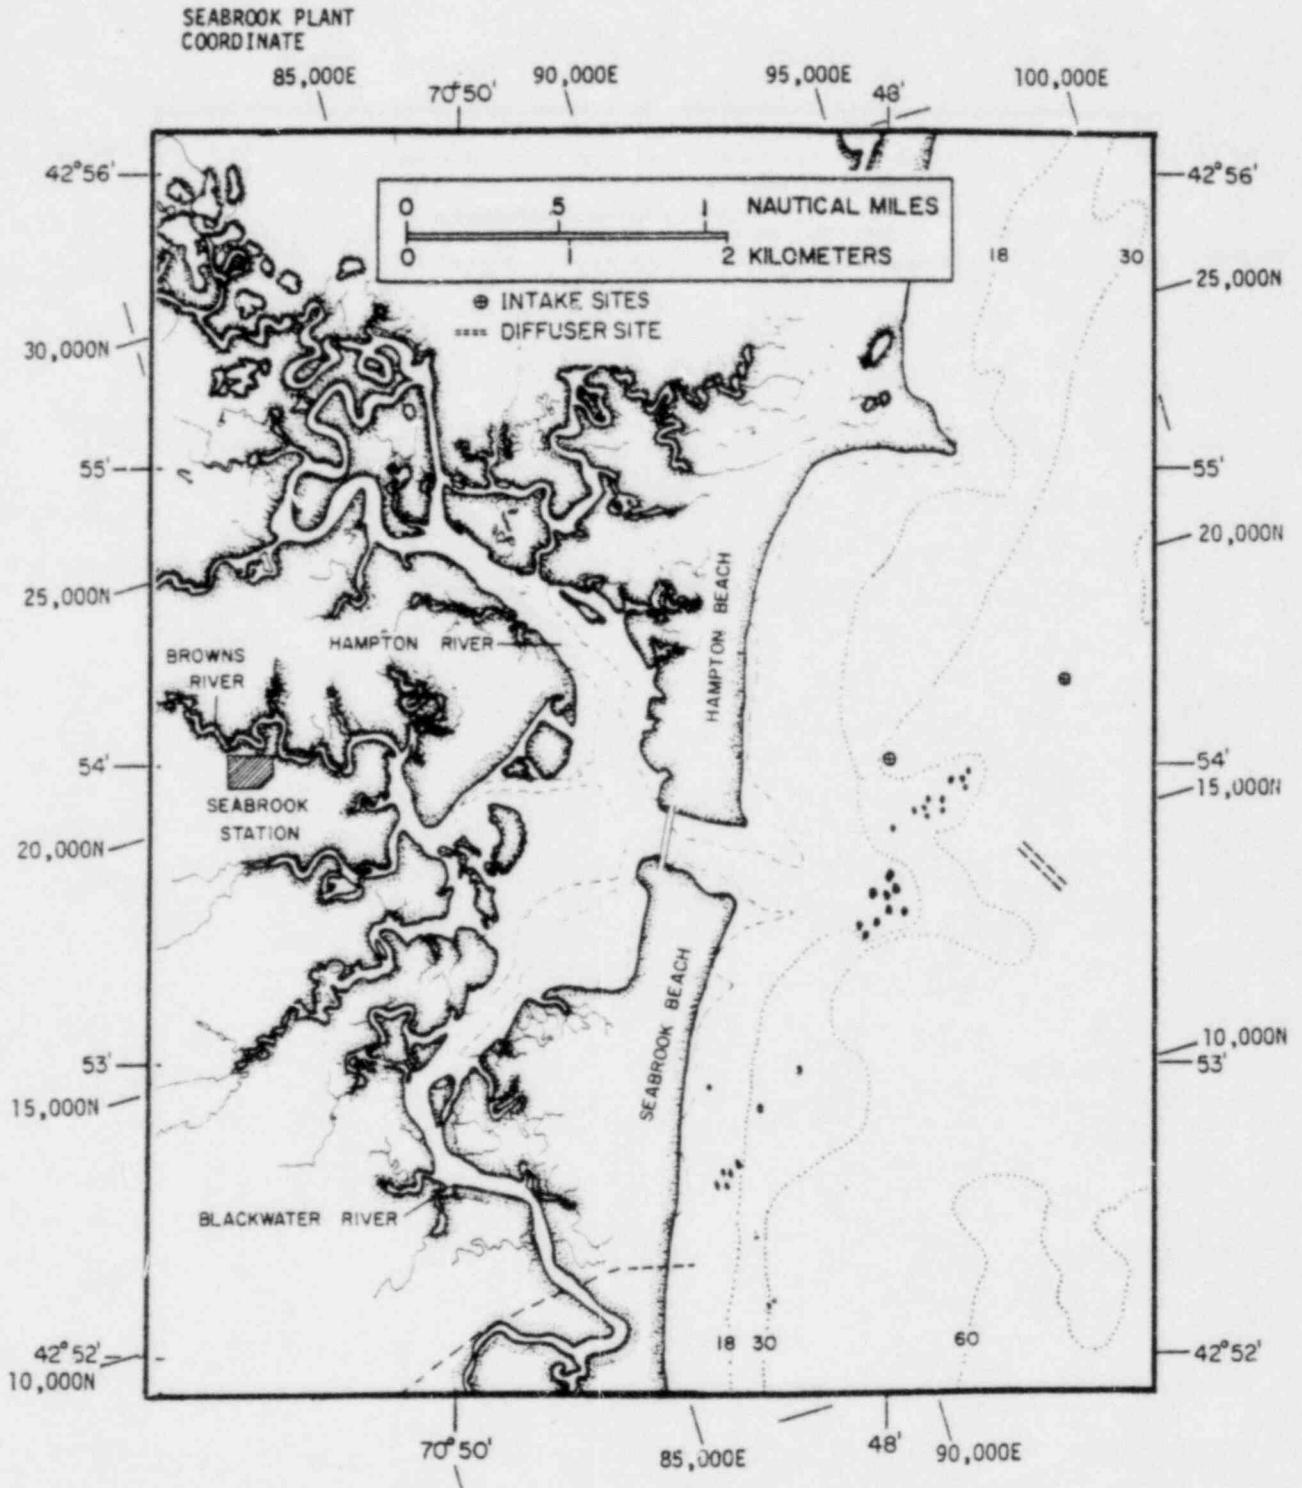 SEABROOK PLANT
COORDINATE
85,000E
70°50'
90,000E
95,000E
48'
100,000E
42°56'
42°56'
0 .5 1 NAUTICAL MILES
0 1 2 KILOMETERS
18
30
25,000N
⊕ INTAKE SITES
==== DIFFUSER SITE
30,000N
55'
55'
20,000N
25,000N
HAMPTON BEACH
HAMPTON RIVER
BROWNS
RIVER
54'
54'
15,000N
SEABROOK
STATION
20,000N
SEABROOK BEACH
10,000N
53'
53'
15,000N
BLACKWATER RIVER
18
30
60
42°52'
42°52'
10,000N
70°50'
85,000E
48'
90,000E